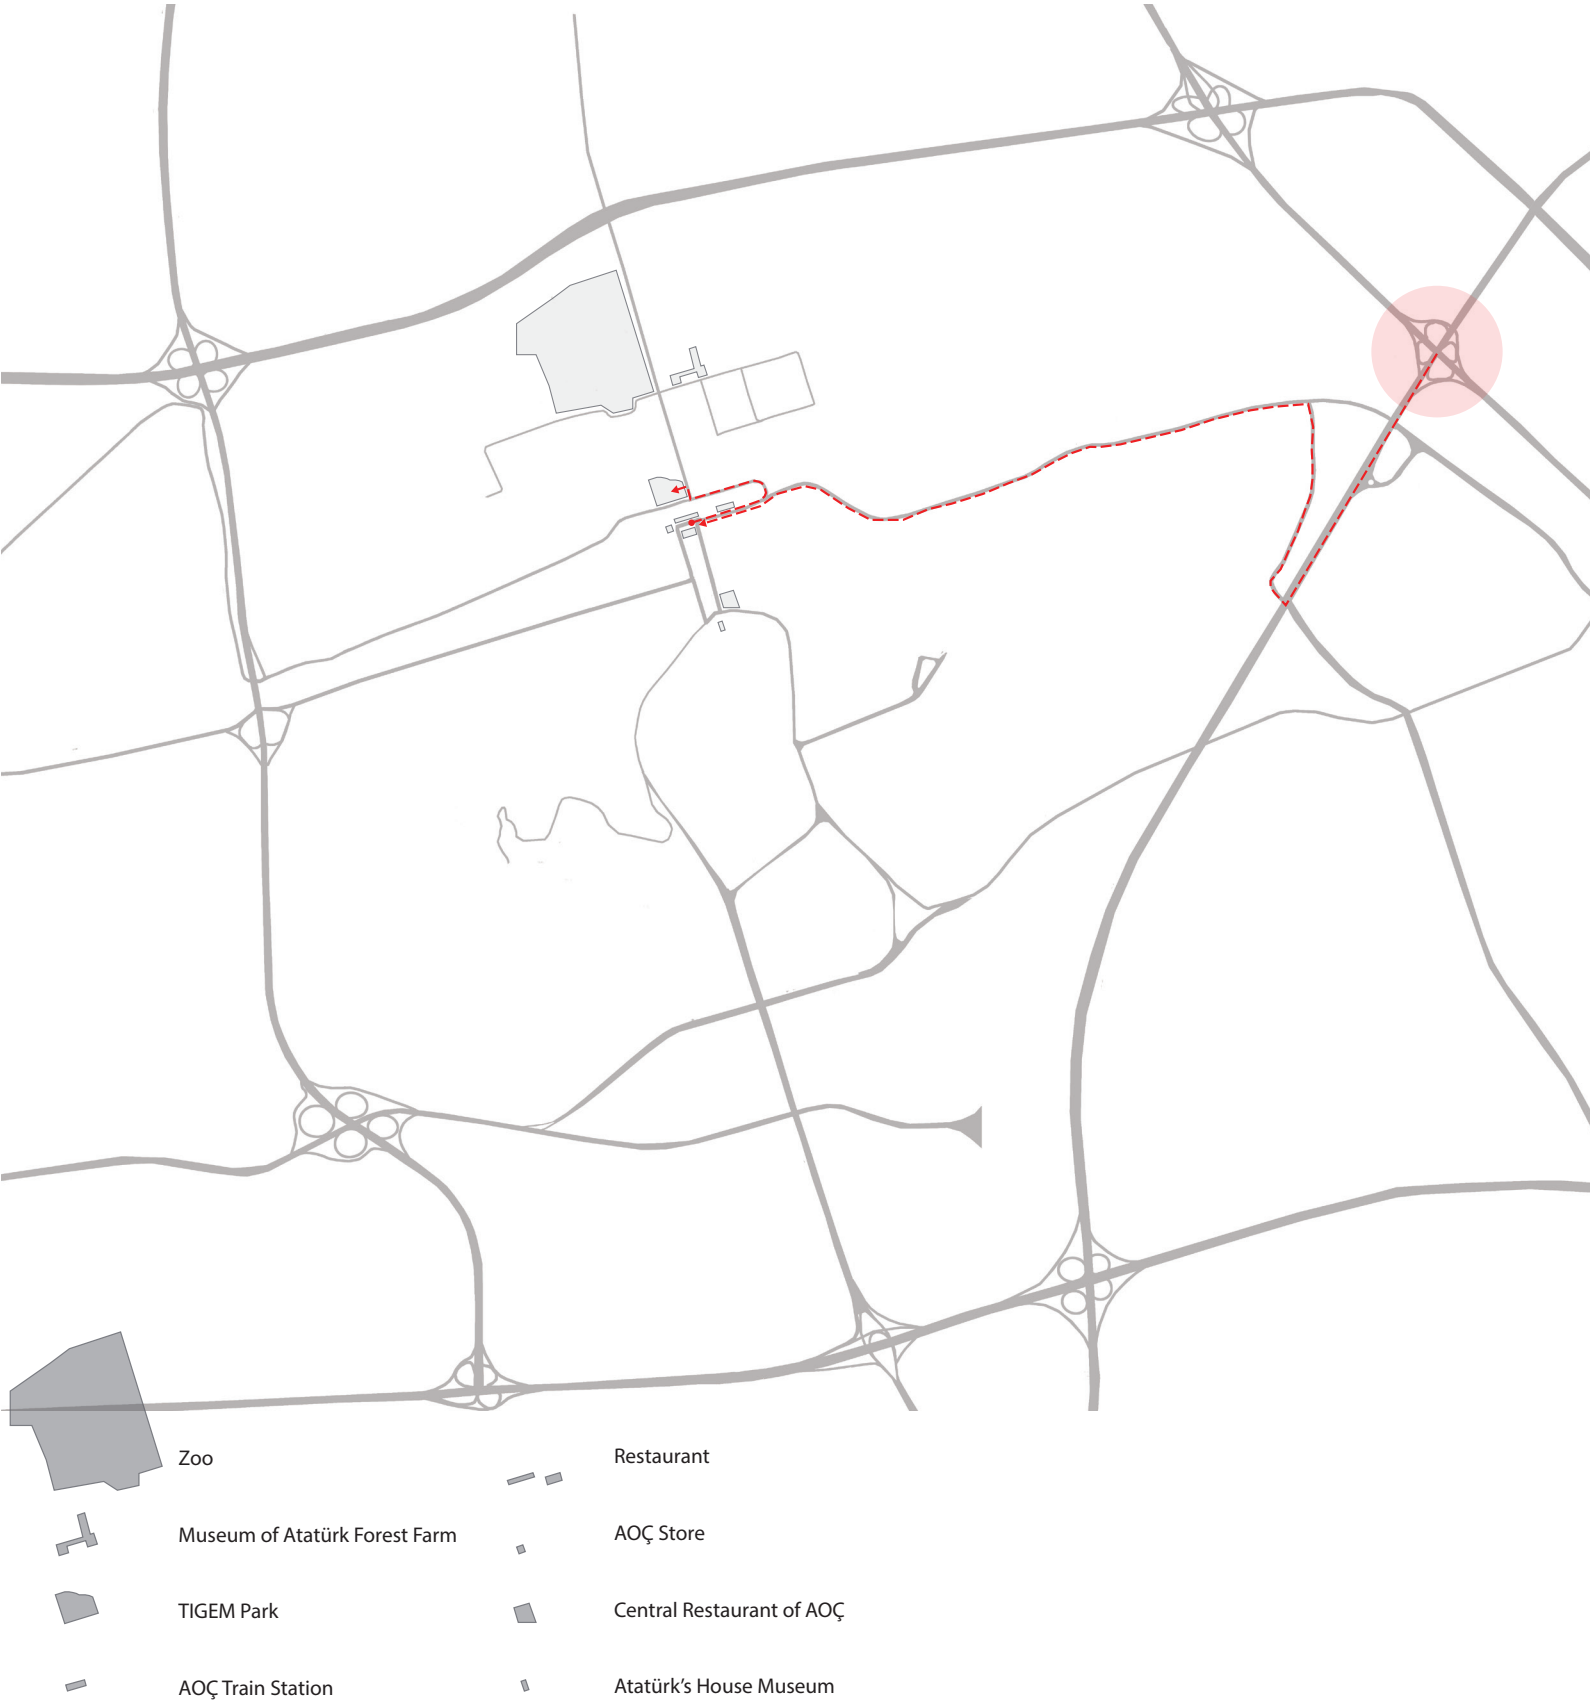 Zoo
Restaurant
Museum of Atatürk Forest Farm
AOÇ Store
TIGEM Park
Central Restaurant of AOÇ
AOÇ Train Station
Atatürk's House Museum